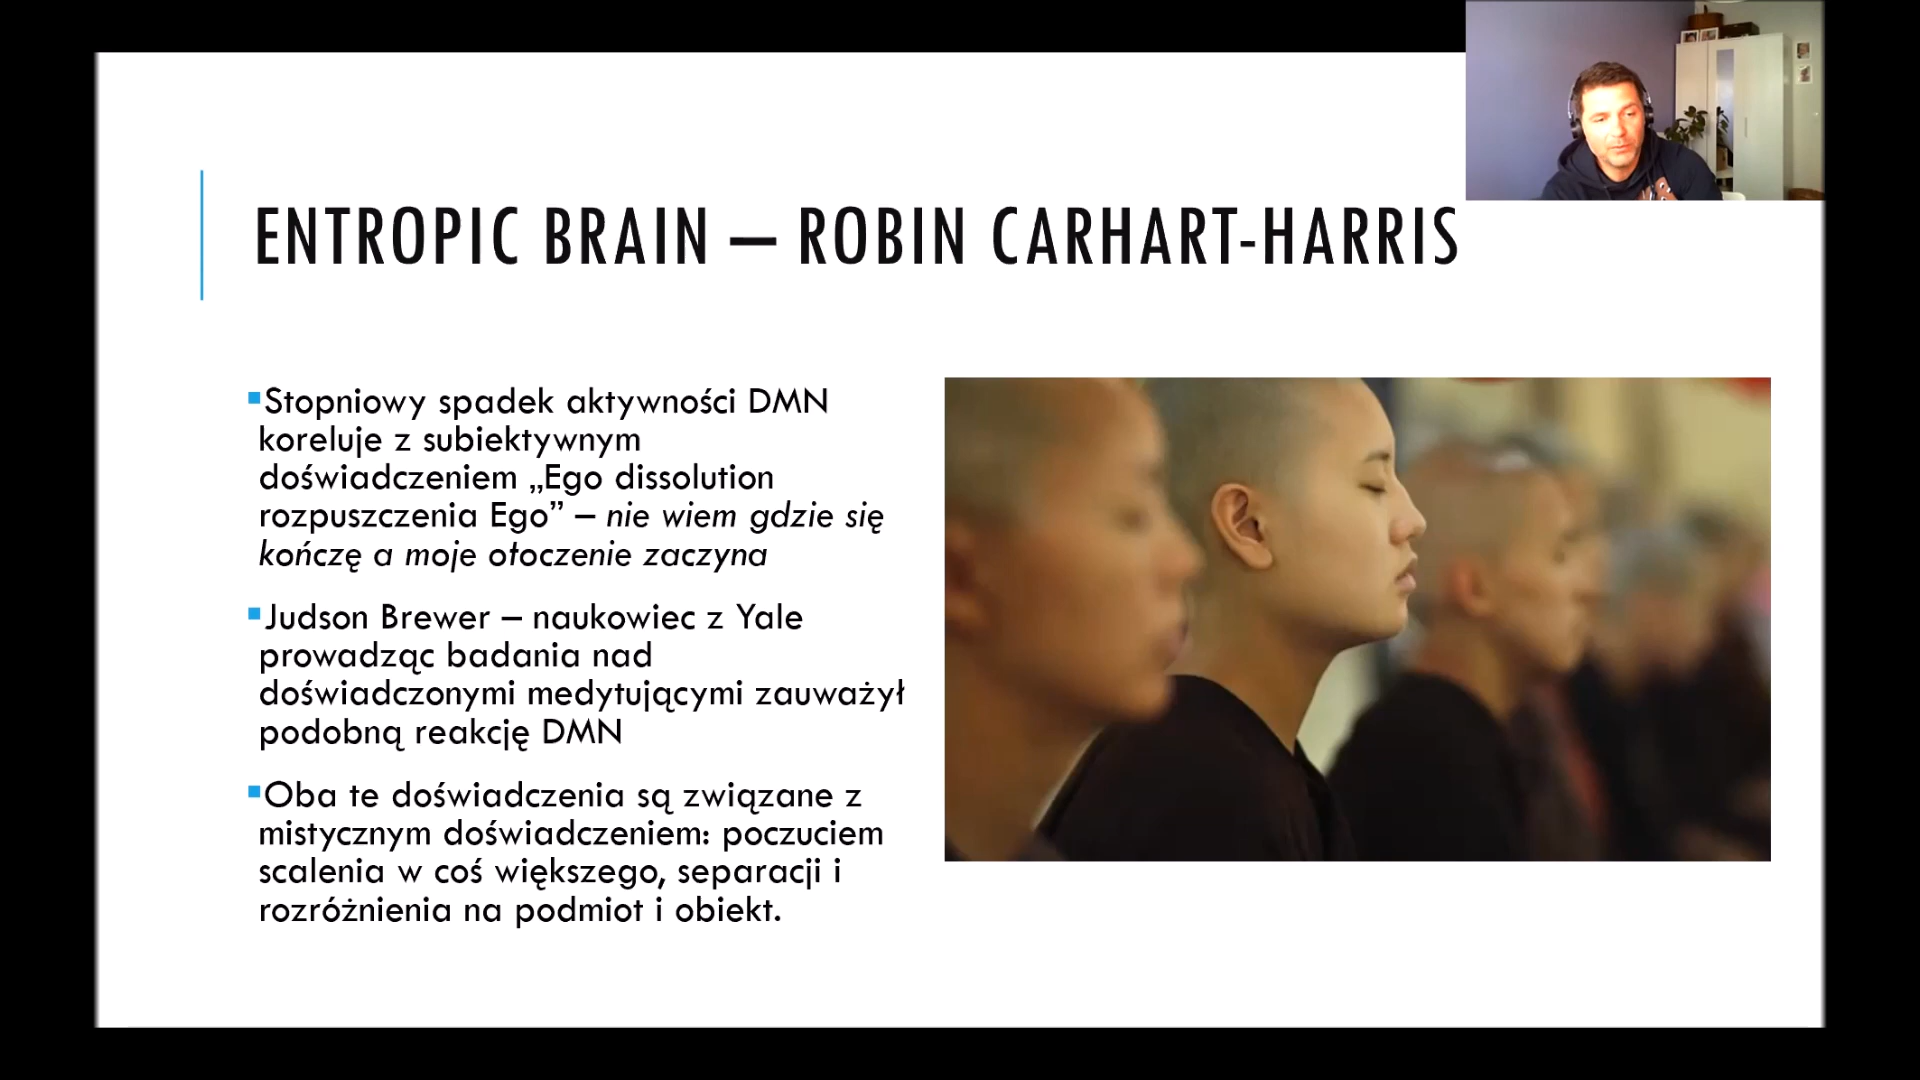 ENTROPIC BRAIN – ROBIN CARHART-HARRIS
Stopniowy spadek aktywności DMN
koreluje z subiektywnym
doświadczeniem „Ego dissolution
rozpuszczenia Ego” – nie wiem gdzie się
kończę a moje otoczenie zaczyna
Judson Brewer – naukowiec z Yale
prowadząc badania nad
doświadczonymi medytującymi zauważył
podobną reakcję DMN
Oba te doświadczenia są związane z
mistycznym doświadczeniem: poczuciem
scalenia w coś większego, separacji i
rozróżnienia na podmiot i obiekt.